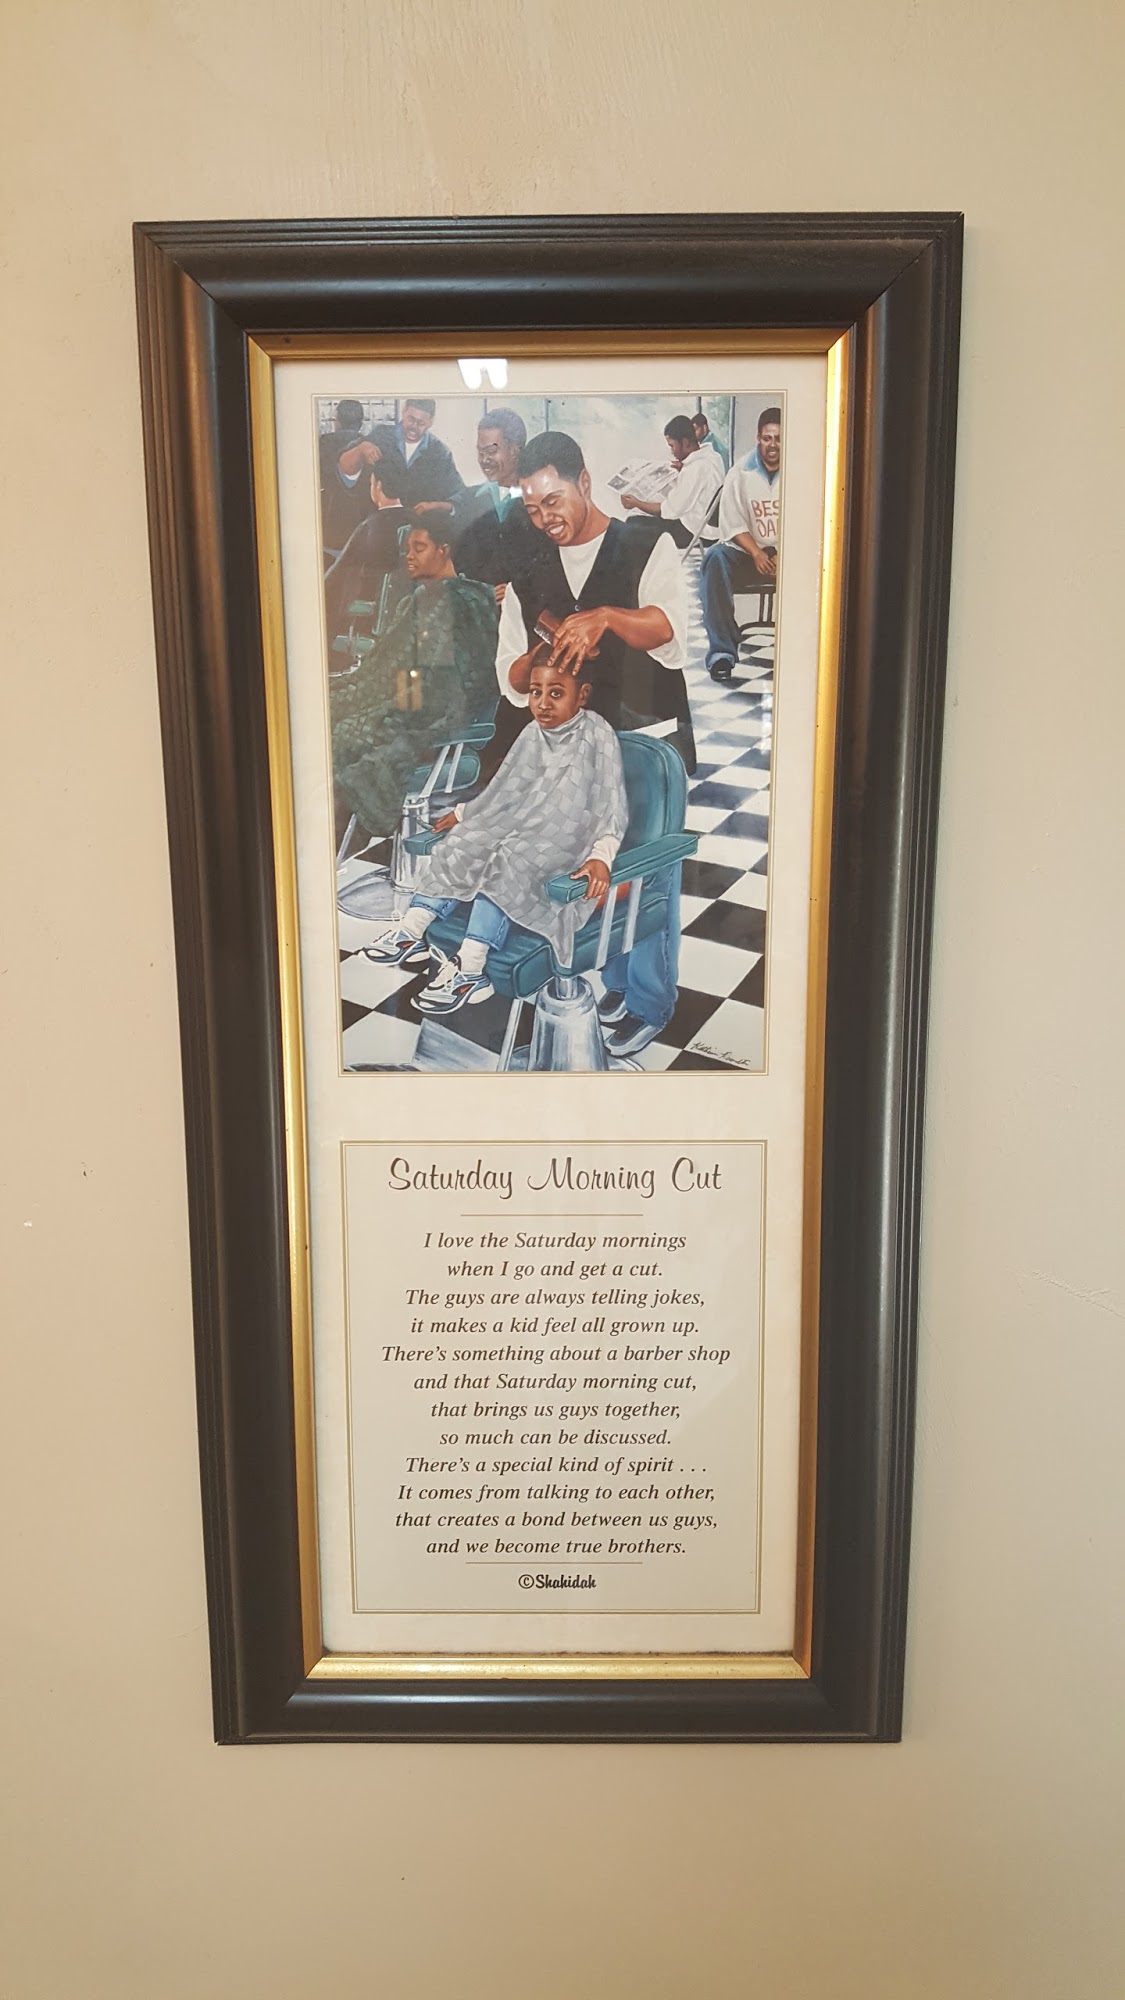 BES
DA
Saturday Morning Cut
I love the Saturday mornings
when I go and get a cut.
The guys are always telling jokes,
it makes a kid feel all grown up.
There's something about a barber shop
and that Saturday morning cut,
that brings us guys together,
so much can be discussed.
There's a special kind of spirit . . .
It comes from talking to each other,
that creates a bond between us guys,
and we become true brothers.
©Shahidah